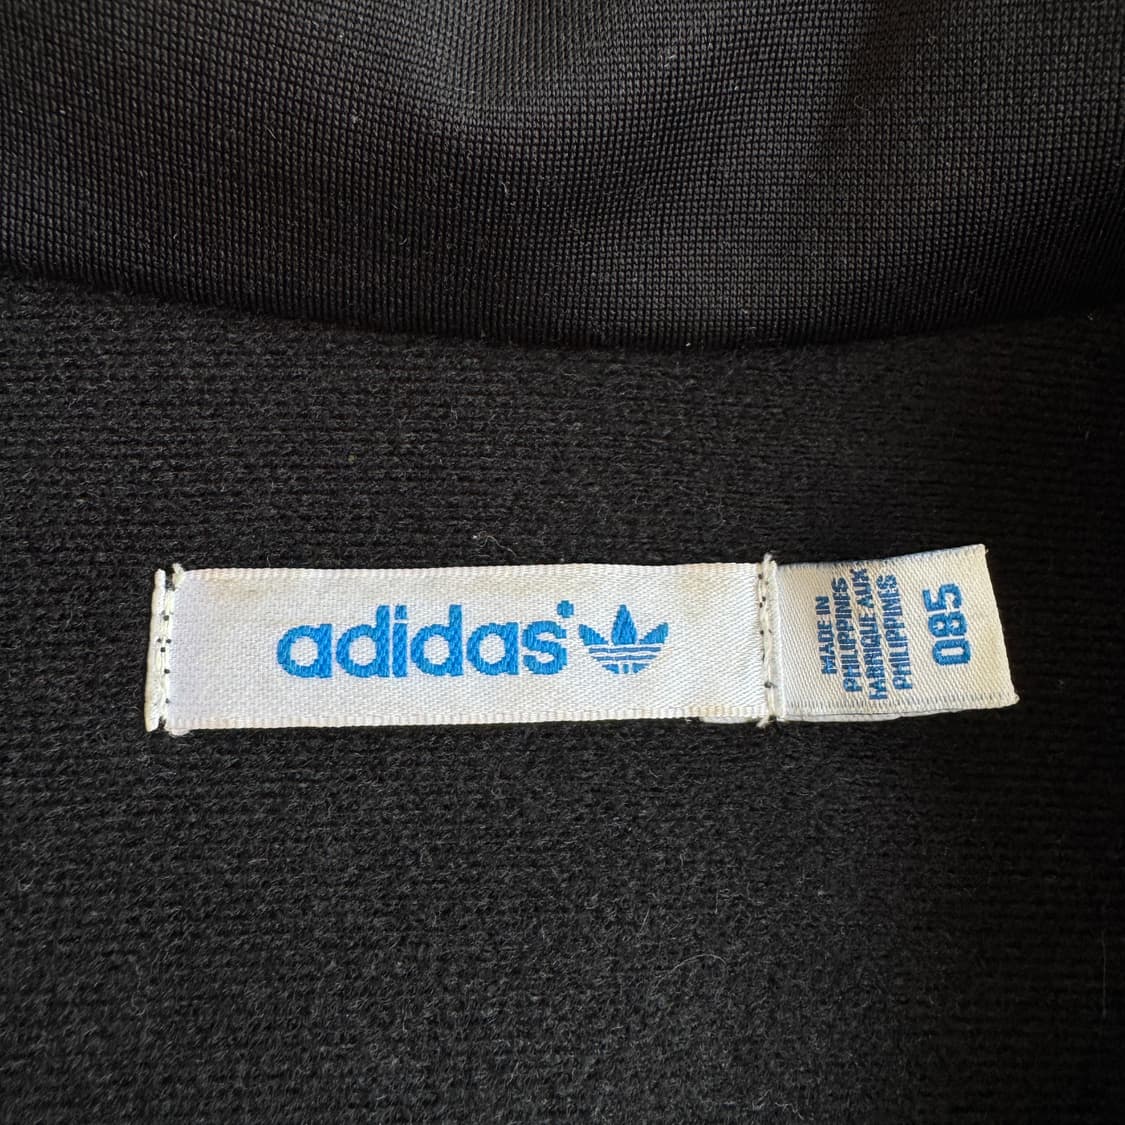 adidas
MADE IN
PHILIPPINES
FABRIQUE AUX
PHILIPPINES
085